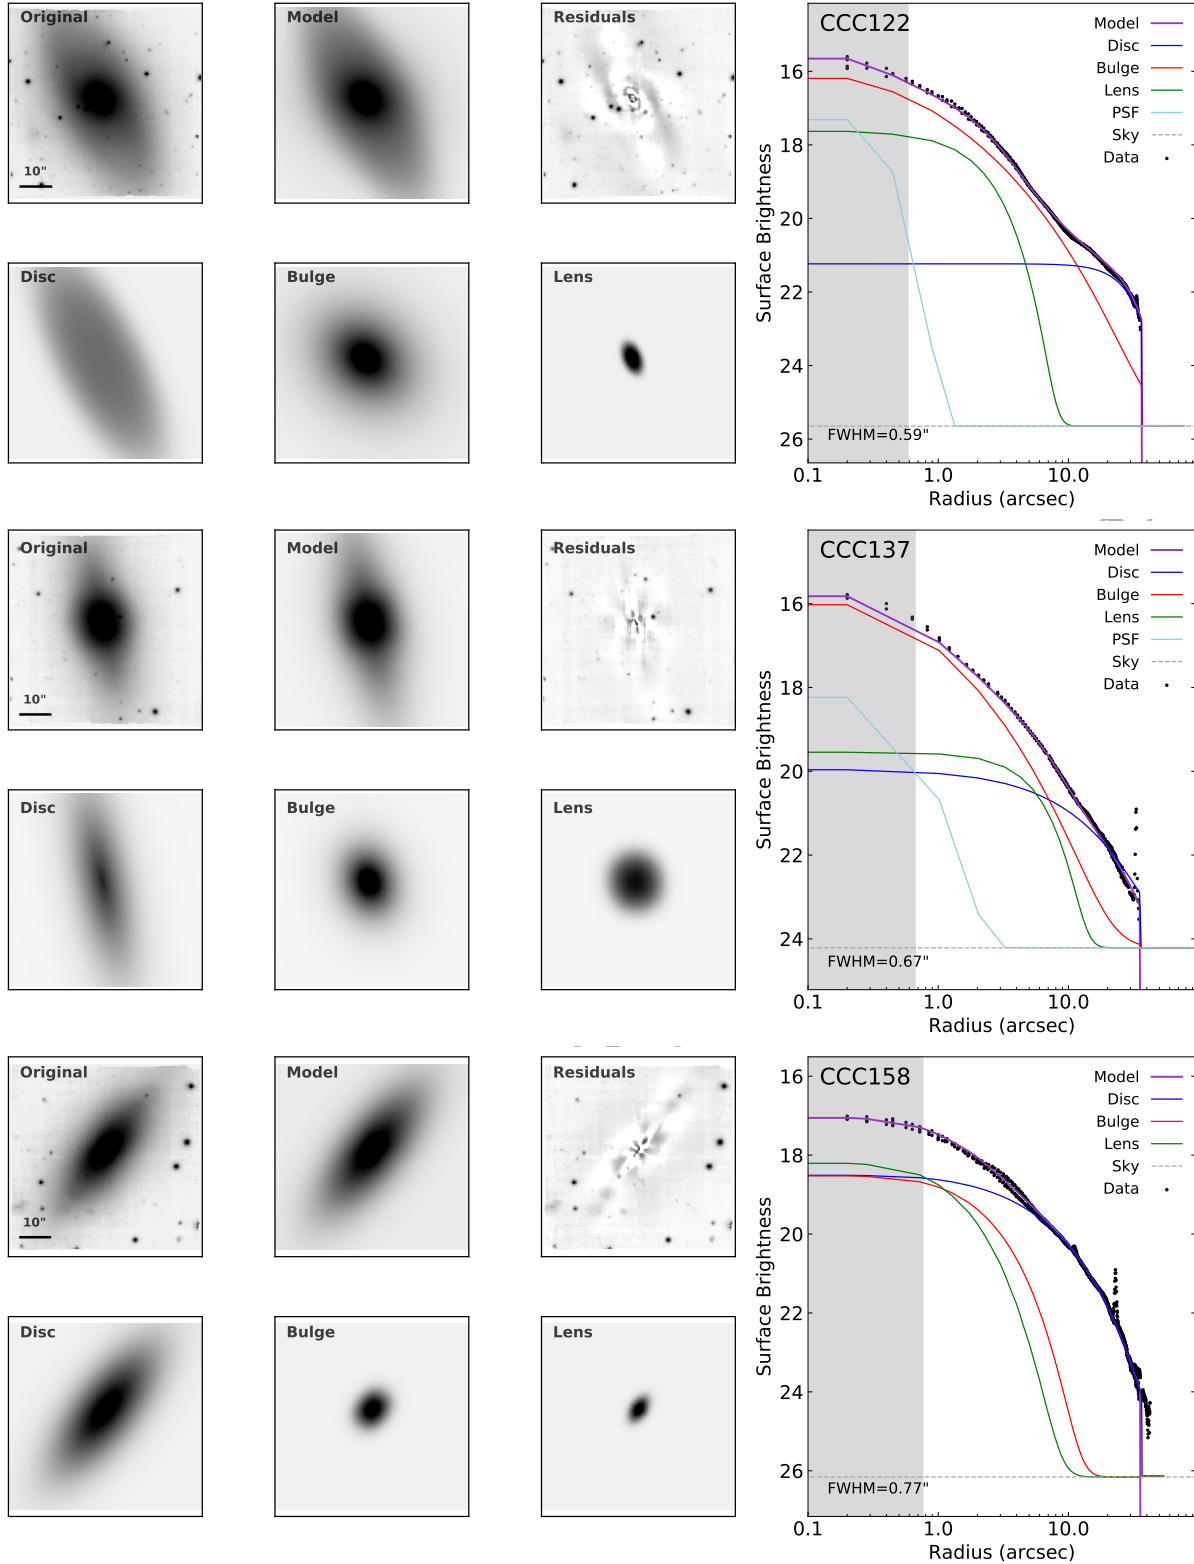 Original
10"
Model
Residuals
Disc
Bulge
Lens
CCC122
Model
Disc
Bulge
Lens
PSF
Sky
Data
Surface Brightness
16
18
20
22
24
26
FWHM=0.59"
0.1
1.0
10.0
Radius (arcsec)
Original
10"
Model
Residuals
Disc
Bulge
Lens
CCC137
Model
Disc
Bulge
Lens
PSF
Sky
Data
Surface Brightness
16
18
20
22
24
FWHM=0.67"
0.1
1.0
10.0
Radius (arcsec)
Original
10"
Model
Residuals
Disc
Bulge
Lens
CCC158
Model
Disc
Bulge
Lens
Sky
Data
Surface Brightness
16
18
20
22
24
26
FWHM=0.77"
0.1
1.0
10.0
Radius (arcsec)